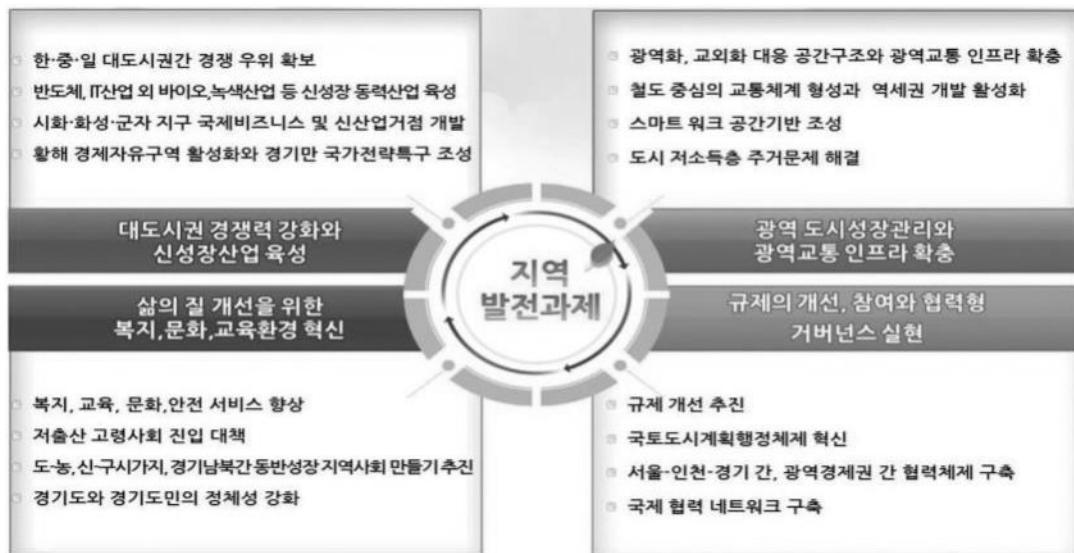 한·중·일 대도시권간 경쟁 우위 확보
반도체, IT산업 외 바이오,녹색산업 등 신성장 동력산업 육성
시화·화성·군자 지구 국제비즈니스 및 신산업거점 개발
황해 경제자유구역 활성화와 경기만 국가전략특구 조성
대도시권 경쟁력 강화와
신성장산업 육성
광역화, 교외화 대응 공간구조와 광역교통 인프라 확충
철도 중심의 교통체계 형성과 역세권 개발 활성화
스마트 워크 공간기반 조성
도시 저소득층 주거문제 해결
광역 도시성장관리와
광역교통 인프라 확충
지역
발전과제
삶의 질 개선을 위한
복지,문화,교육환경 혁신
복지, 교육, 문화,안전 서비스 향상
저출산 고령사회 진입 대책
도-농, 신-구시가지, 경기남북간 동반성장 지역사회 만들기 추진
경기도와 경기도민의 정체성 강화
규제의 개선, 참여와 협력형
거버넌스 실현
규제 개선 추진
국토도시계획행정체제 혁신
서울-인천-경기 간, 광역경제권 간 협력체제 구축
국제 협력 네트워크 구축